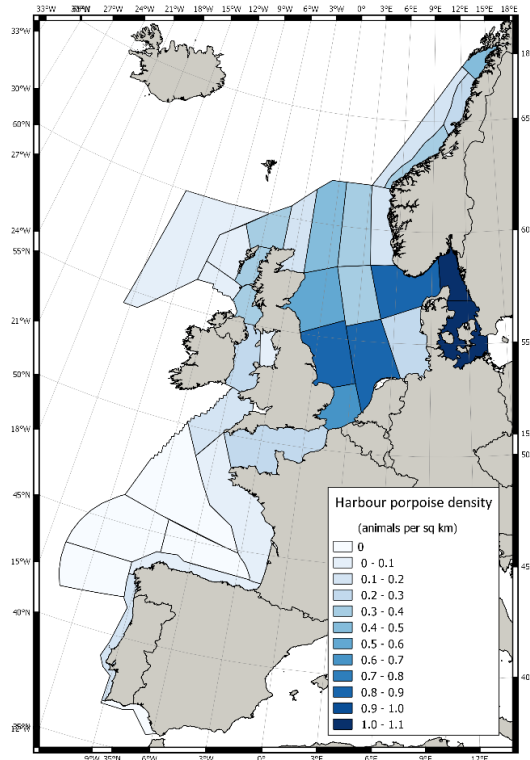 33°W 27°W 24°W 21°W 18°W 15°W 12°W 9°W 6°W 3°W 0° 3°E 6°E 9°E 12°E 15°E 18°E
33°W
18
30°W
65
60°W
27°W
24°W
60
55°W
21°W
55
50°W
18°W
15
50
45°W
Harbour porpoise density
(animals per sq km)
0
0 - 0.1
0.1 - 0.2
0.2 - 0.3
0.3 - 0.4
0.4 - 0.5
0.5 - 0.6
0.6 - 0.7
0.7 - 0.8
0.8 - 0.9
0.9 - 1.0
1.0 - 1.1
15°W
45
40°W
40
9°W 35°W 6°W 3°W 0° 3°E 6°E 9°E 12°E